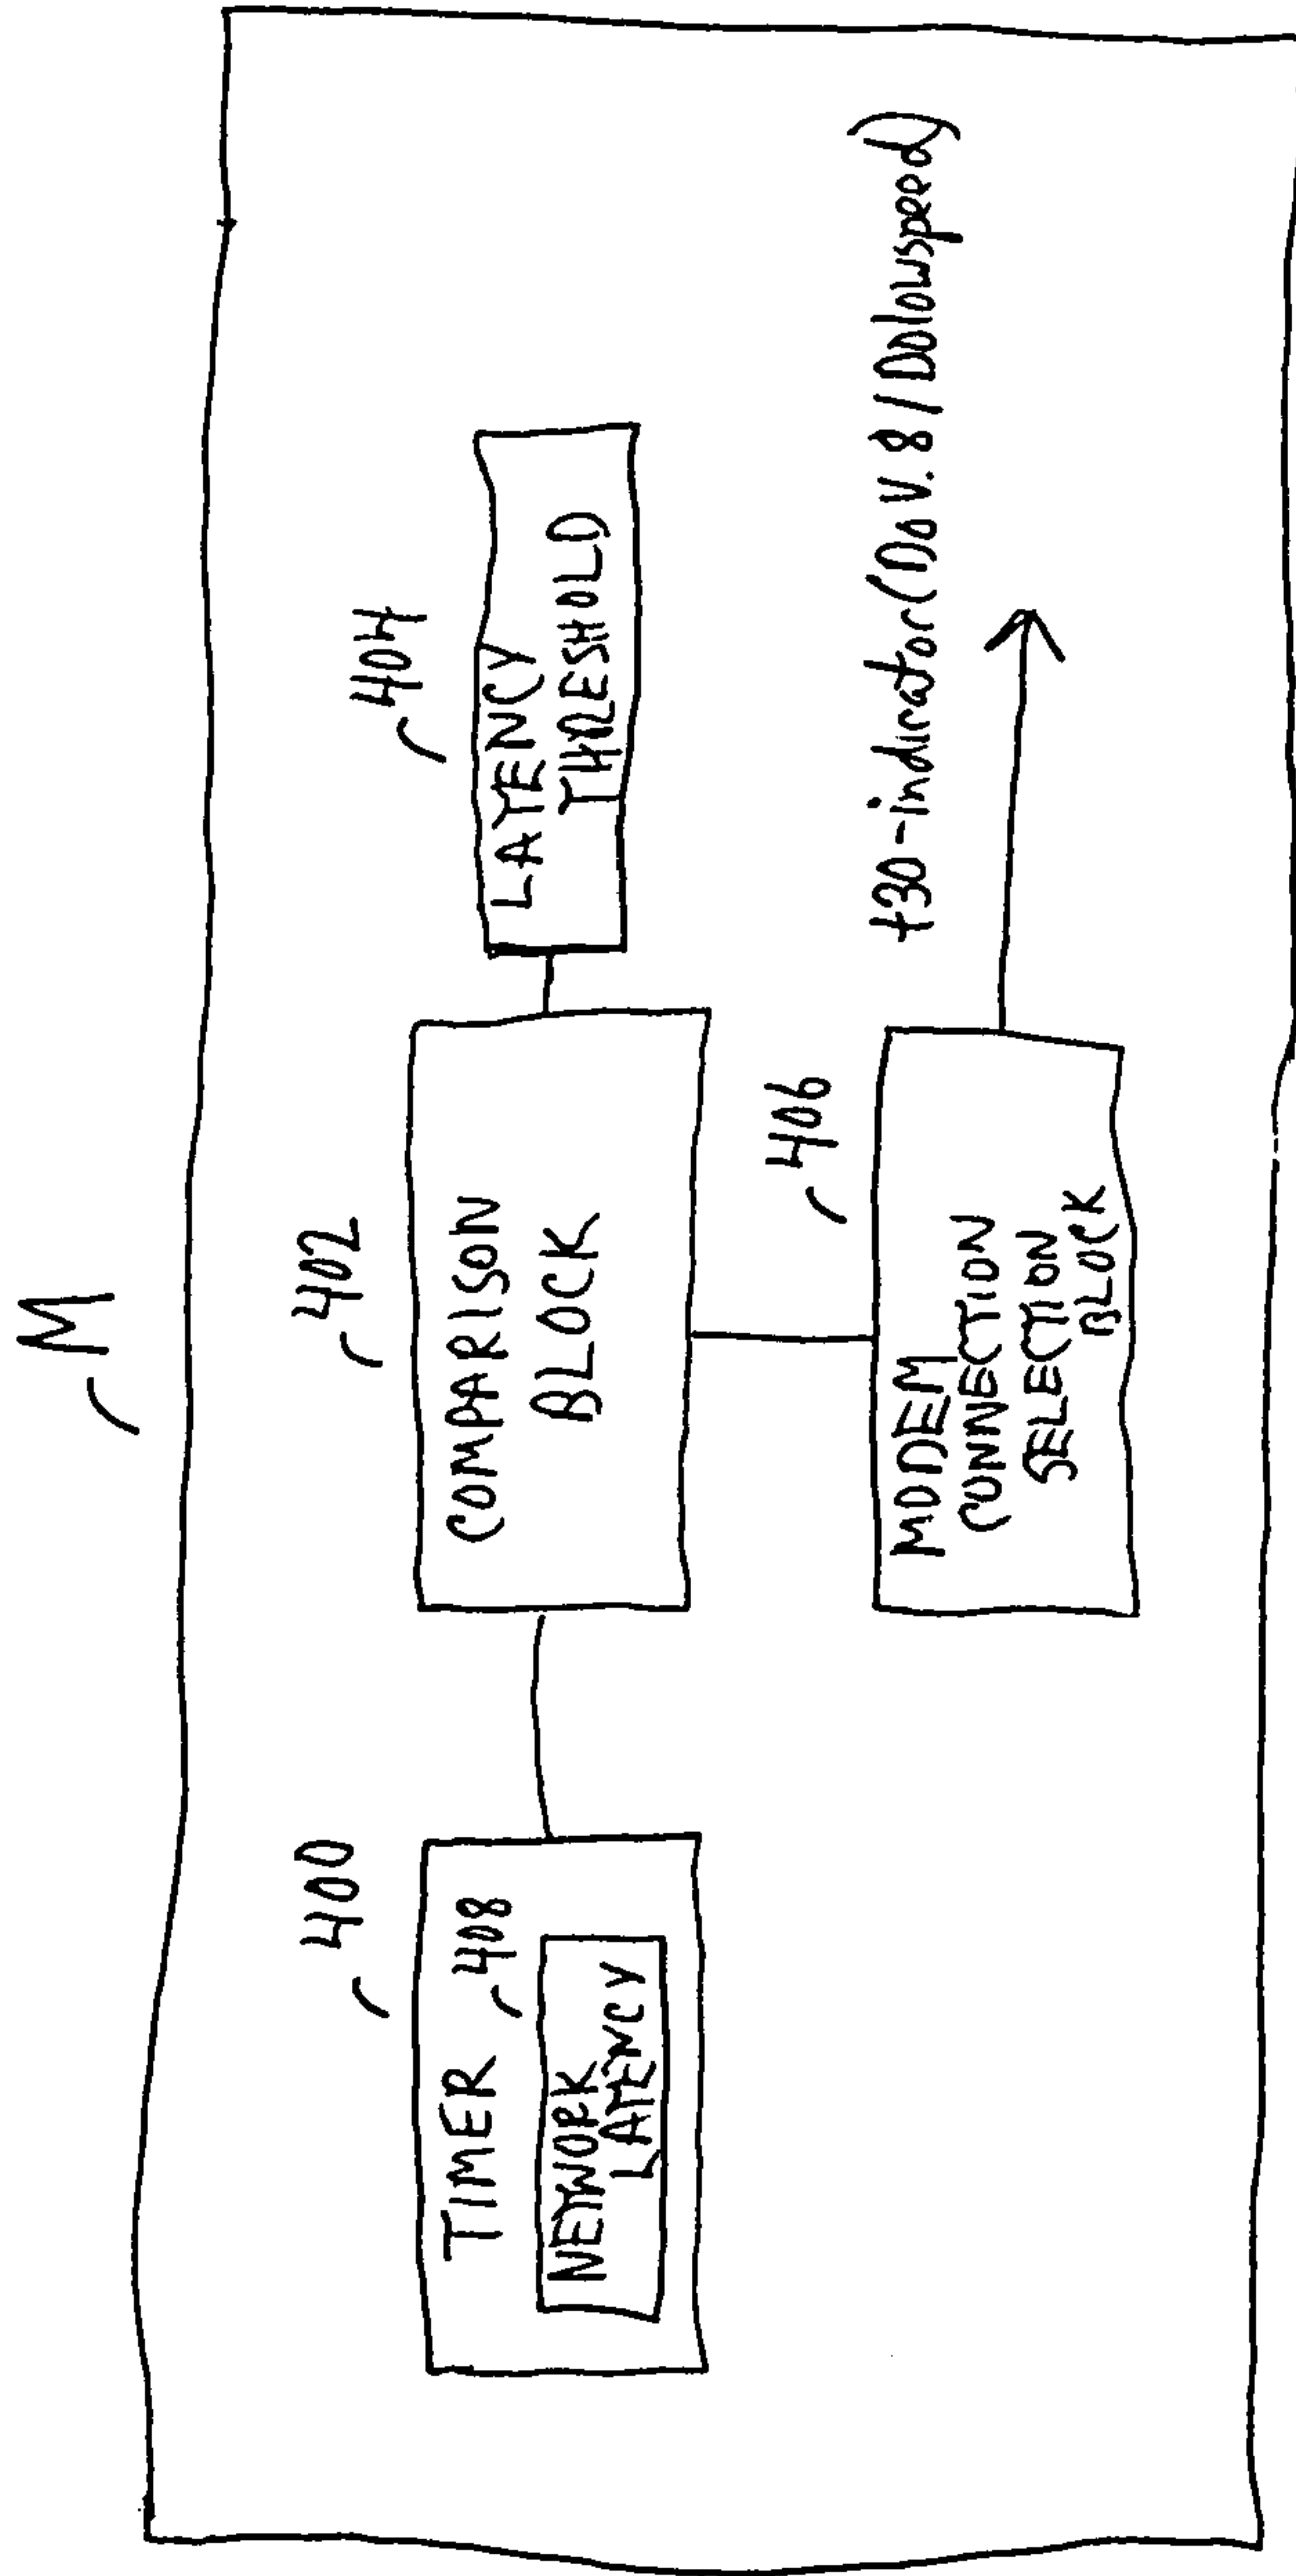 M
400
TIMER
408
NETWORK
LATENCY
402
COMPARISON
BLOCK
404
LATENCY
THRESHOLD
406
MODEM
CONNECTION
SELECTION
BLOCK
t30-indicator(DoV.8/Dolowspeed)